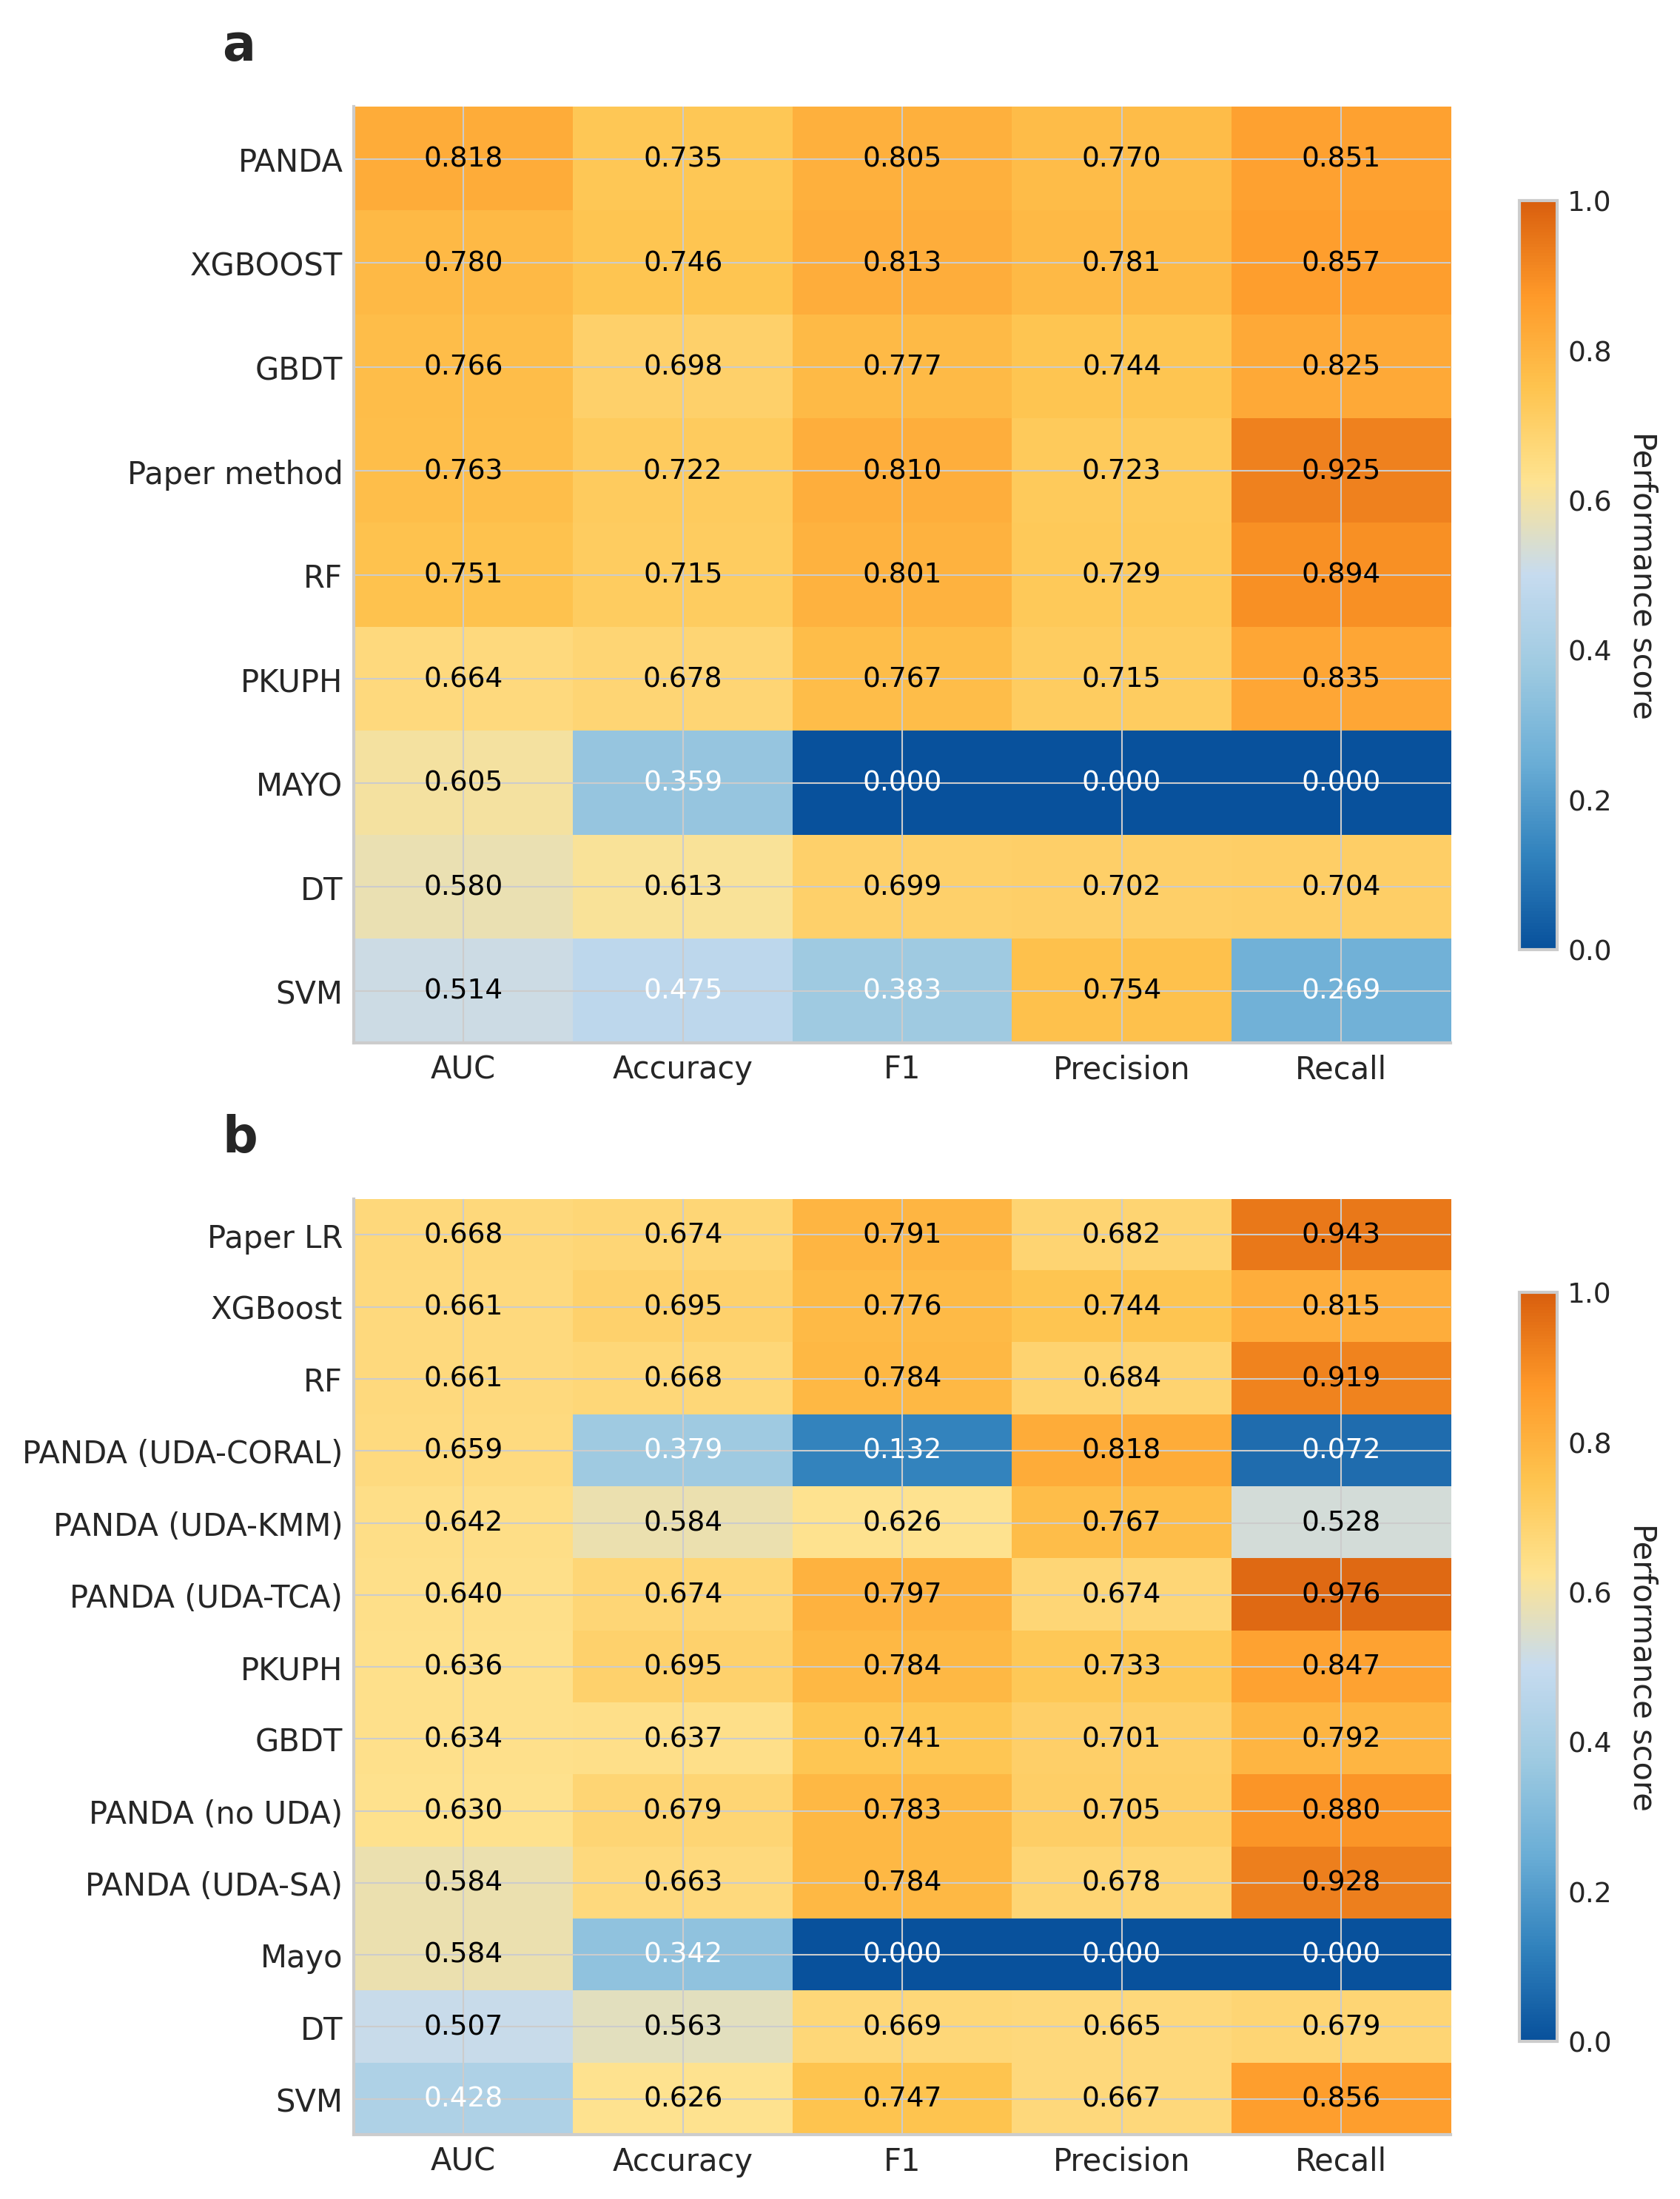 a
PANDA 0.818 0.735 0.805 0.770 0.851
XGBOOST 0.780 0.746 0.813 0.781 0.857
GBDT 0.766 0.698 0.777 0.744 0.825
Paper method 0.763 0.722 0.810 0.723 0.925
RF 0.751 0.715 0.801 0.729 0.894
PKUPH 0.664 0.678 0.767 0.715 0.835
MAYO 0.605 0.359 0.000 0.000 0.000
DT 0.580 0.613 0.699 0.702 0.704
SVM 0.514 0.475 0.383 0.754 0.269
AUC Accuracy F1 Precision Recall
1.0
0.8
0.6
0.4
0.2
0.0
Performance score
b
Paper LR 0.668 0.674 0.791 0.682 0.943
XGBoost 0.661 0.695 0.776 0.744 0.815
RF 0.661 0.668 0.784 0.684 0.919
PANDA (UDA-CORAL) 0.659 0.379 0.132 0.818 0.072
PANDA (UDA-KMM) 0.642 0.584 0.626 0.767 0.528
PANDA (UDA-TCA) 0.640 0.674 0.797 0.674 0.976
PKUPH 0.636 0.695 0.784 0.733 0.847
GBDT 0.634 0.637 0.741 0.701 0.792
PANDA (no UDA) 0.630 0.679 0.783 0.705 0.880
PANDA (UDA-SA) 0.584 0.663 0.784 0.678 0.928
Mayo 0.584 0.342 0.000 0.000 0.000
DT 0.507 0.563 0.669 0.665 0.679
SVM 0.428 0.626 0.747 0.667 0.856
AUC Accuracy F1 Precision Recall
1.0
0.8
0.6
0.4
0.2
0.0
Performance score